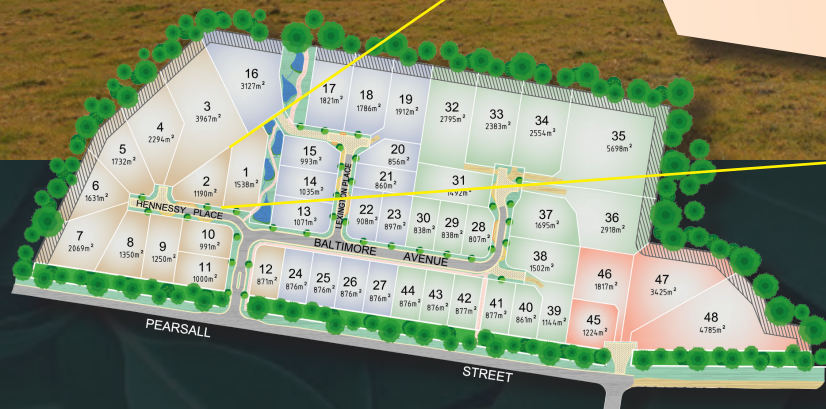 16
3127m²
17
1821m²
18
1786m²
19
1912m²
32
2795m²
33
2383m²
34
2554m²
35
5698m²
3
3967m²
4
2294m²
5
1732m²
6
1631m²
2
1190m²
1
1538m²
15
993m²
14
1035m²
13
1071m²
LEXINGTON PLACE
20
856m²
21
860m²
31
1492m²
22
908m²
23
897m²
30
838m²
29
838m²
28
807m²
37
1695m²
36
2918m²
HENNESSY PLACE
7
2069m²
8
1350m²
9
1250m²
10
991m²
11
1000m²
BALTIMORE AVENUE
12
871m²
24
876m²
25
876m²
26
876m²
27
876m²
44
876m²
43
876m²
42
877m²
41
877m²
40
861m²
39
1144m²
38
1502m²
46
1817m²
45
1224m²
47
3425m²
48
4785m²
PEARSALL
STREET